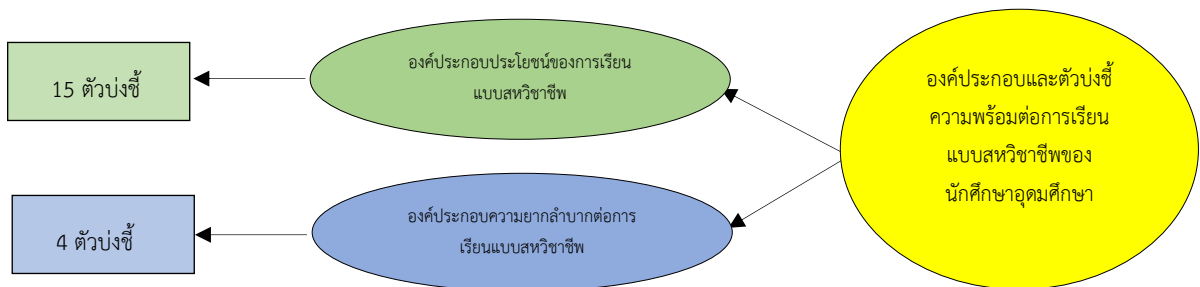 15 ตัวบ่งชี้
องค์ประกอบประโยชน์ของการเรียน
แบบสหวิชาชีพ
องค์ประกอบและตัวบ่งชี้
ความพร้อมต่อการเรียน
แบบสหวิชาชีพของ
นักศึกษาอุดมศึกษา
4 ตัวบ่งชี้
องค์ประกอบความยากลำบากต่อการ
เรียนแบบสหวิชาชีพ